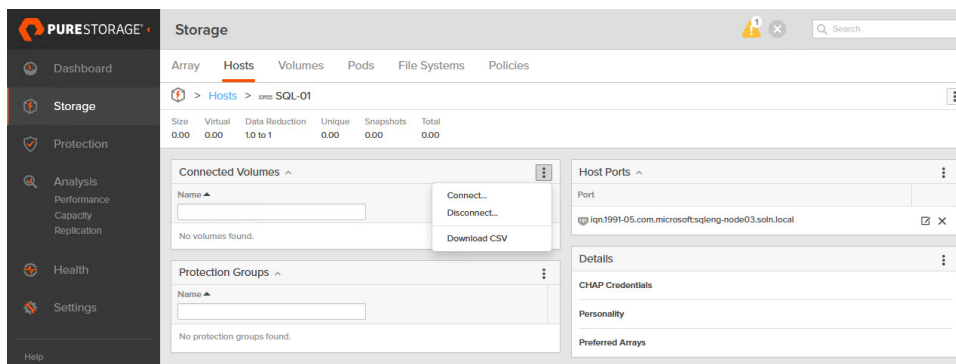 PURESTORAGE®
Dashboard
Storage
Protection
Analysis
Performance
Capacity
Replication
Health
Settings
Help
Storage
1
Search
Array Hosts Volumes Pods File Systems Policies
> Hosts > SQL-01
Size Virtual Data Reduction Unique Snapshots Total
0.00 0.00 1.0 to 1 0.00 0.00 0.00
Connected Volumes
Name
No volumes found.
Connect...
Disconnect...
Download CSV
Protection Groups
Name
No protection groups found.
Host Ports
Port
iqn iqn.1991-05.com.microsoft:sqleng-node03.soln.local
Details
CHAP Credentials
Personality
Preferred Arrays